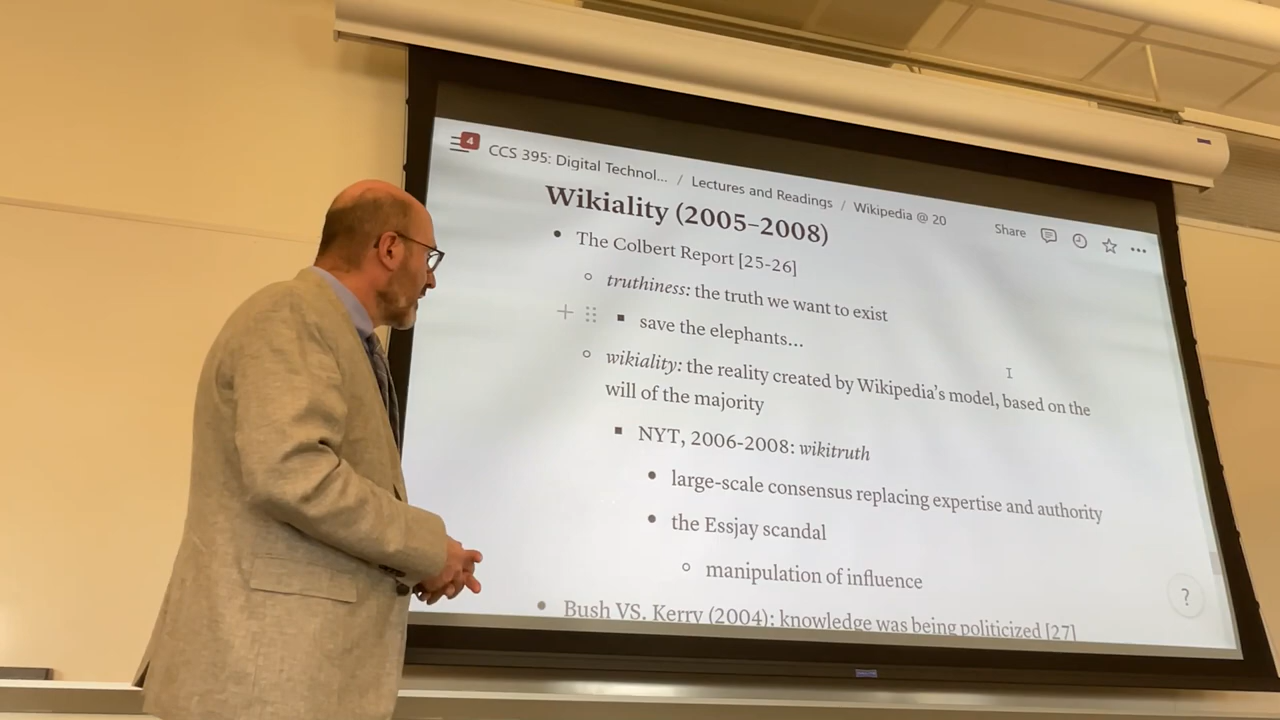 4
CCS 395: Digital Technol... / Lectures and Readings / Wikipedia @ 20
Share
Wikiality (2005–2008)
• The Colbert Report [25-26]
truthiness: the truth we want to exist
save the elephants...
wikiality: the reality created by Wikipedia's model, based on the
will of the majority
NYT, 2006-2008: wikitruth
• large-scale consensus replacing expertise and authority
• the Essjay scandal
manipulation of influence
• Bush VS. Kerry (2004): knowledge was being politicized [27]
?